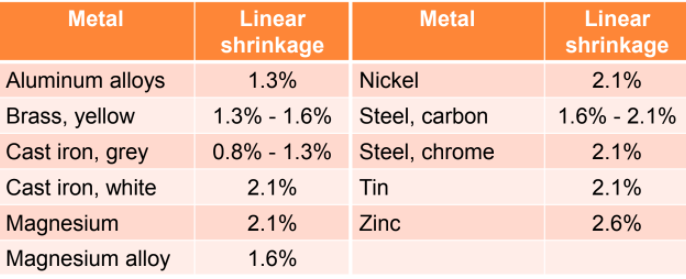 Metal Linear shrinkage Metal Linear shrinkage
Aluminum alloys 1.3% Nickel 2.1%
Brass, yellow 1.3% - 1.6% Steel, carbon 1.6% - 2.1%
Cast iron, grey 0.8% - 1.3% Steel, chrome 2.1%
Cast iron, white 2.1% Tin 2.1%
Magnesium 2.1% Zinc 2.6%
Magnesium alloy 1.6%